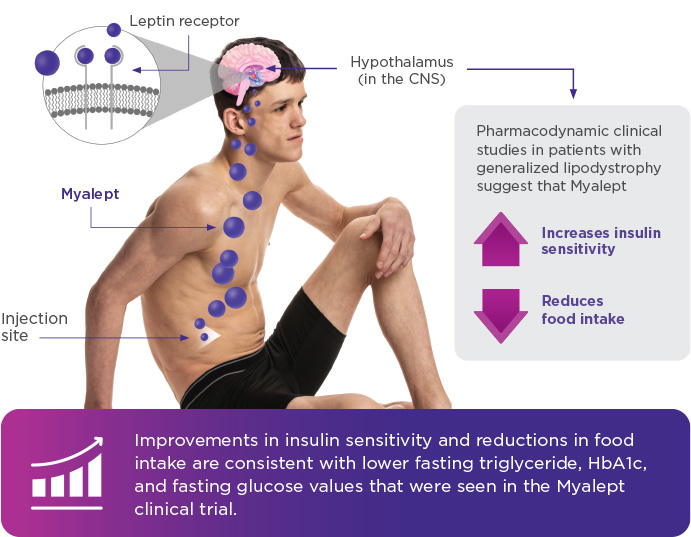 Leptin receptor
Hypothalamus
(in the CNS)
Pharmacodynamic clinical
studies in patients with
generalized lipodystrophy
suggest that Myalept
Myalept
Increases insulin
sensitivity
Reduces
food intake
Injection
site
Improvements in insulin sensitivity and reductions in food
intake are consistent with lower fasting triglyceride, HbA1c,
and fasting glucose values that were seen in the Myalept
clinical trial.